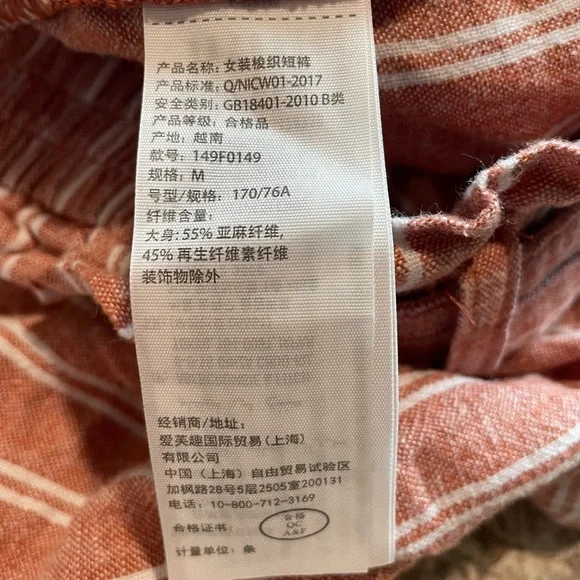 产品名称：女装梭织短裤
产品标准：Q/NICW01-2017
安全类别：GB18401-2010 B类
产品等级：合格品
产地：越南
款号：149F0149
规格：M
号型/规格：170/76A
纤维含量：
大身: 55% 亚麻纤维,
45% 再生纤维素纤维
装饰物除外
经销商/地址：
爱芙趣国际贸易(上海)
有限公司
中国（上海）自由贸易试验区
加枫路28号5层2505室200131
电话：10-800-712-3169
合格证书：
合格
QC
A&F
计量单位：条